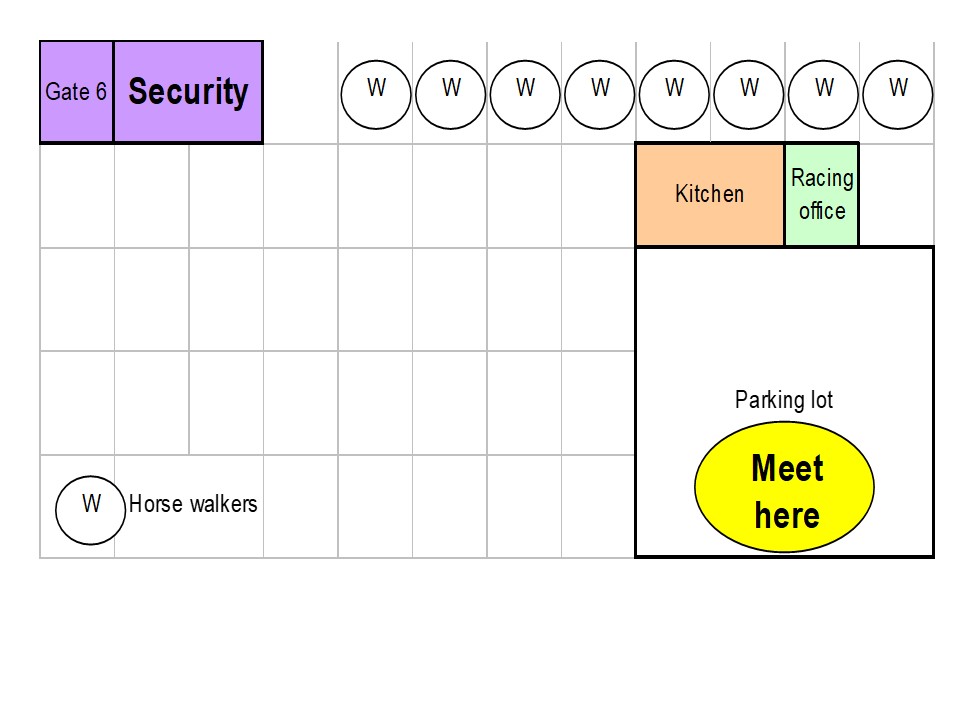 Gate 6 Security W W W W W W W W
Kitchen
Racing
office
Parking lot
Meet
here
W Horse walkers